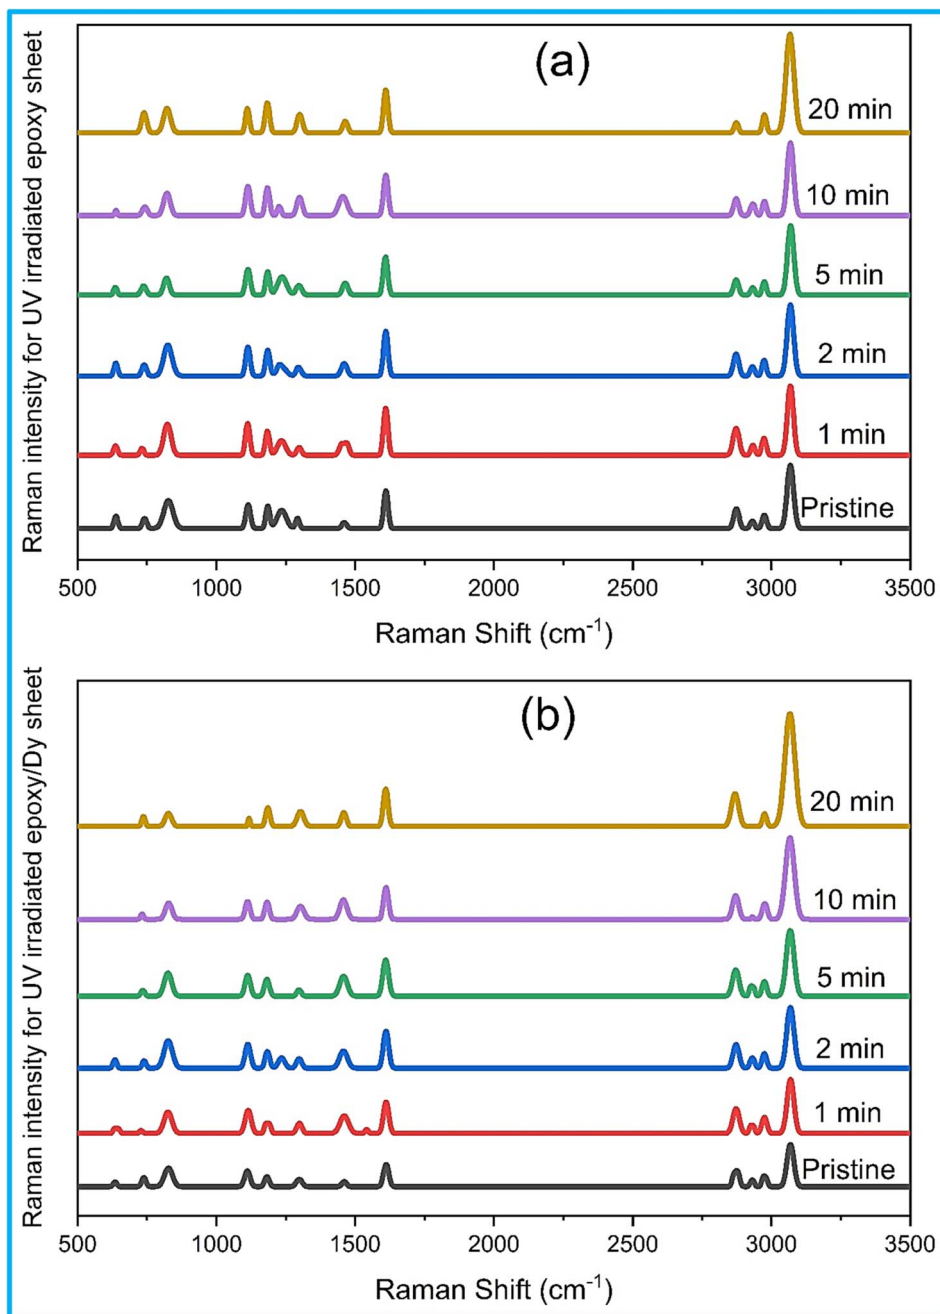 Raman intensity for UV irradiated epoxy sheet
(a)
20 min
10 min
5 min
2 min
1 min
Pristine
500 1000 1500 2000 2500 3000 3500
Raman Shift (cm⁻¹)
Raman intensity for UV irradiated epoxy/Dy sheet
(b)
20 min
10 min
5 min
2 min
1 min
Pristine
500 1000 1500 2000 2500 3000 3500
Raman Shift (cm⁻¹)